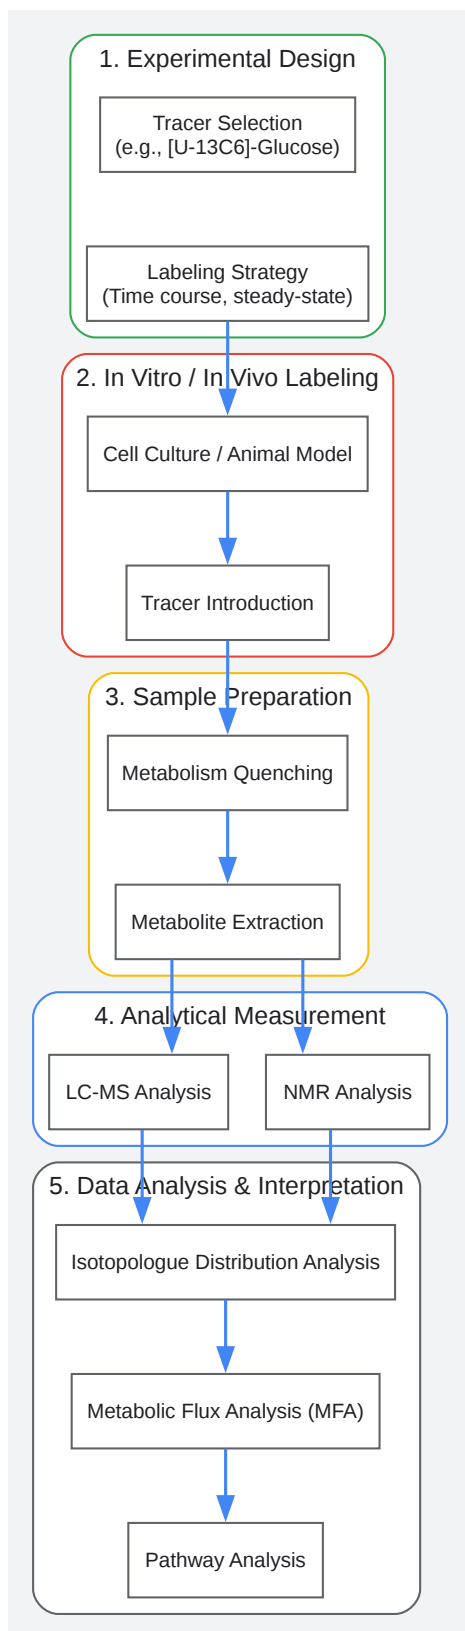 1. Experimental Design
Tracer Selection
(e.g., [U-13C6]-Glucose)
Labeling Strategy
(Time course, steady-state)
2. In Vitro / In Vivo Labeling
Cell Culture / Animal Model
Tracer Introduction
3. Sample Preparation
Metabolism Quenching
Metabolite Extraction
4. Analytical Measurement
LC-MS Analysis
NMR Analysis
5. Data Analysis & Interpretation
Isotopologue Distribution Analysis
Metabolic Flux Analysis (MFA)
Pathway Analysis